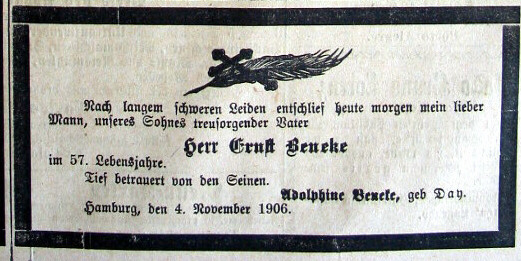 Nach langem schweren Leiden entschlief heute morgen mein lieber
Mann, unseres Sohnes treusorgender Vater
Herr Ernst Beneke
im 57. Lebensjahre.
Tief betrauert von den Seinen.
Adolphine Beneke, geb Day.
Hamburg, den 4. November 1906.